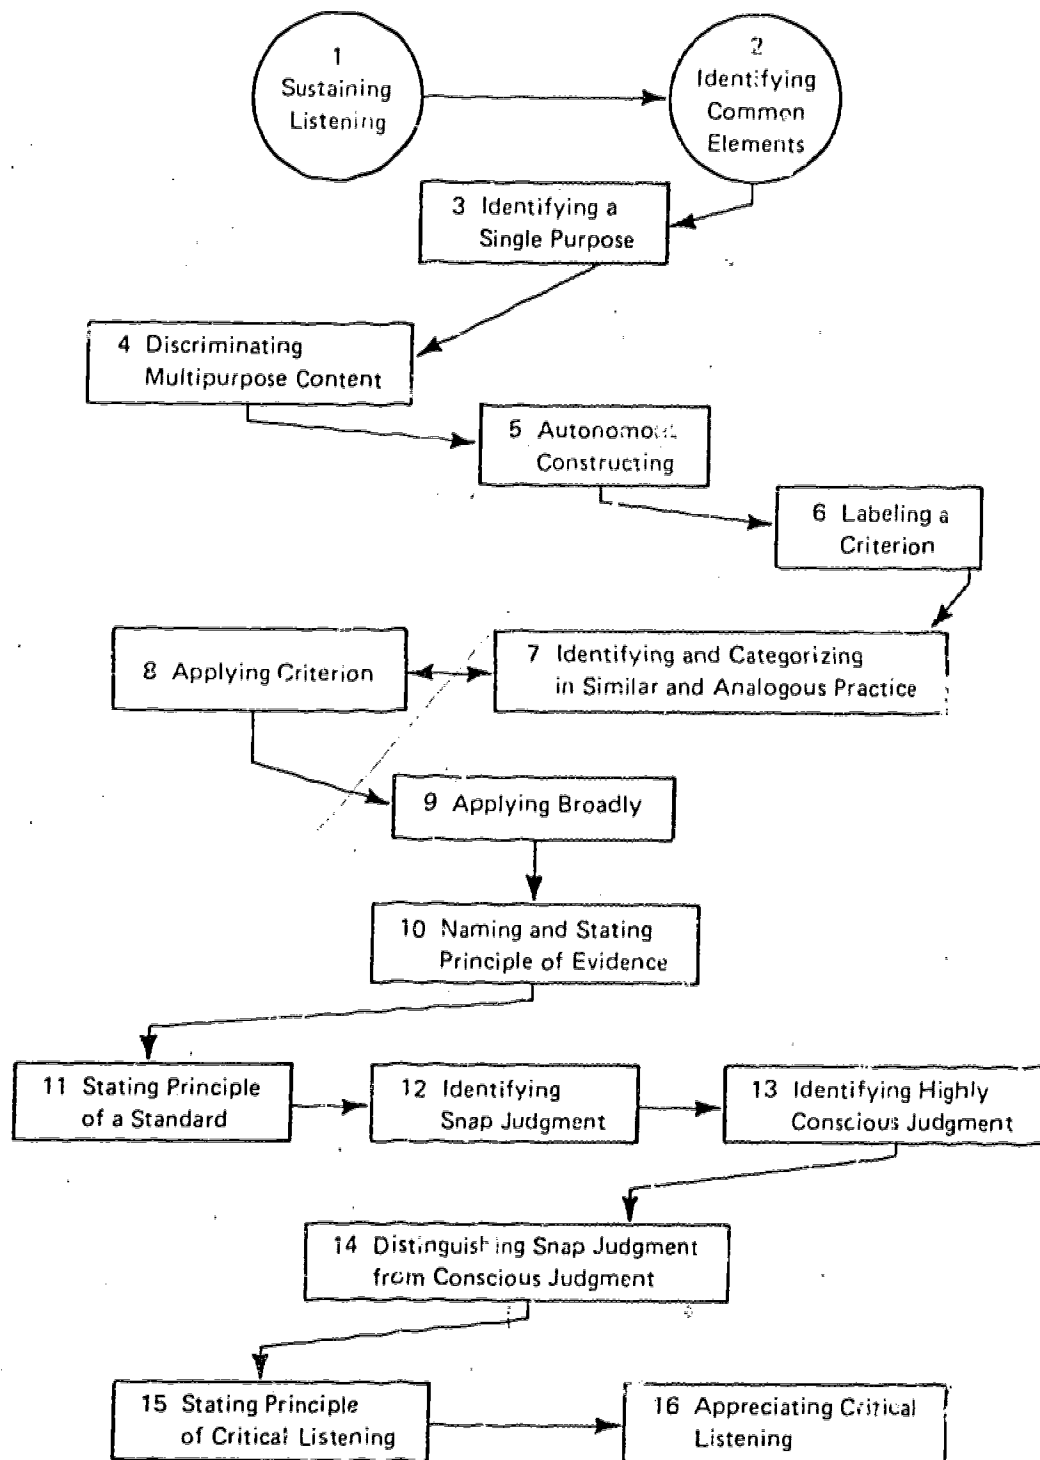 1
Sustaining
Listening
2
Identifying
Common
Elements
3 Identifying a
Single Purpose
4 Discriminating
Multipurpose Content
5
Constructing
6 Labeling a
Criterion
7 Identifying and Categorizing
in Similar and Analogous Practice
8 Applying Criterion
9 Applying Broadly
10 Naming and Stating
Principle of Evidence
11 Stating Principle
of a Standard
12 Identifying
Snap Judgment
13 Identifying Highly
Conscious Judgment
14 Distinguishing Snap Judgment
from Conscious Judgment
15 Stating Principle
of Critical Listening
16 Appreciating Critical
Listening